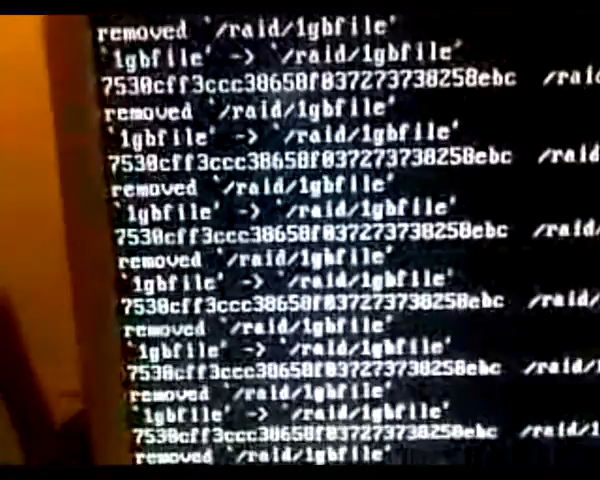 removed `/raid/1gbfile'
`1gbfile' -> `/raid/1gbfile'
7530cff3ccc38658f037273738258ebc /raid
removed `/raid/1gbfile'
`1gbfile' -> `/raid/1gbfile'
7530cff3ccc38658f037273738258ebc /raid
removed `/raid/1gbfile'
`1gbfile' -> `/raid/1gbfile'
7530cff3ccc38658f037273738258ebc /raid/
removed `/raid/1gbfile'
`1gbfile' -> `/raid/1gbfile'
7530cff3ccc38658f037273738258ebc /raid/
removed `/raid/1gbfile'
`1gbfile' -> `/raid/1gbfile'
7530cff3ccc38658f037273738258ebc /raid/1
removed `/raid/1gbfile'
`1gbfile' -> `/raid/1gbfile'
7530cff3ccc38658f037273738258ebc /raid/1
removed `/raid/1gbfile'